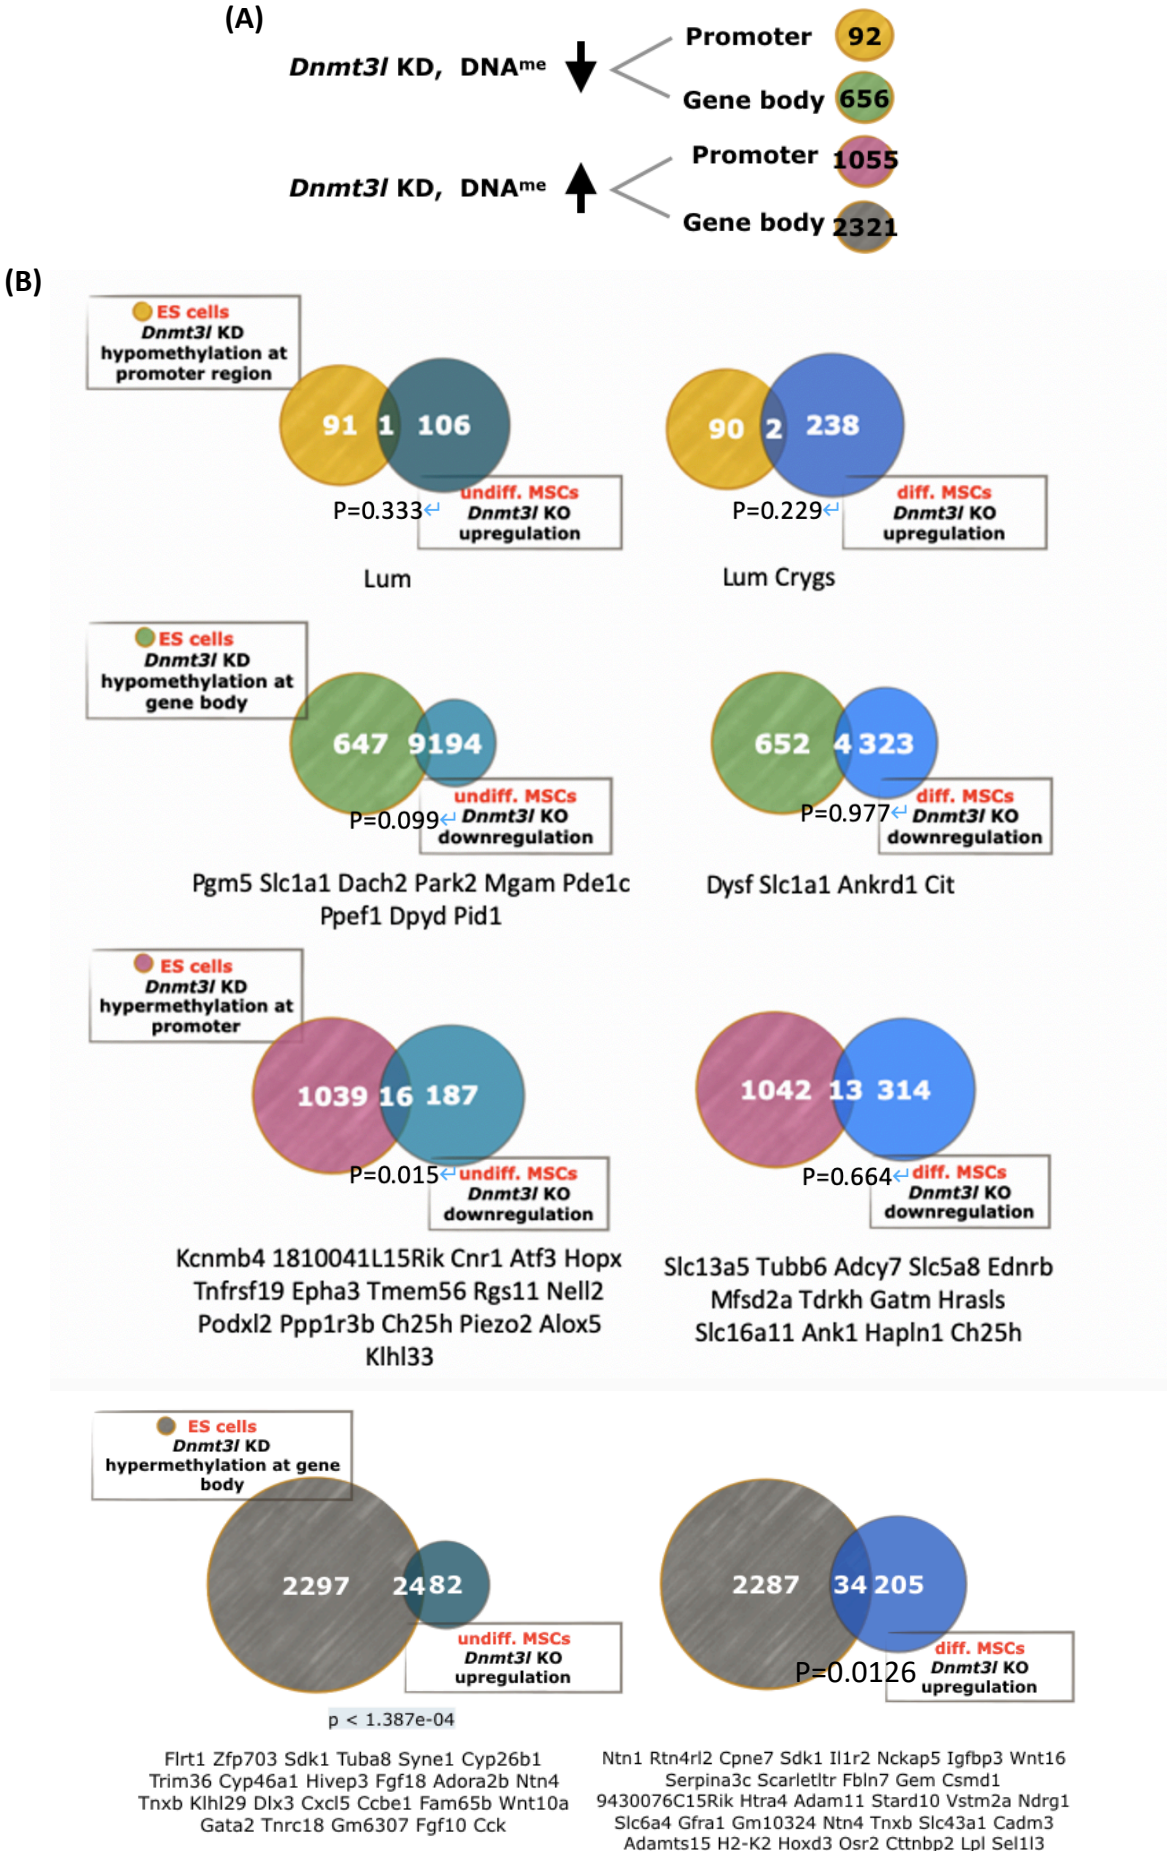 (A)
Dnmt3l KD, DNAme
Promoter 92
Gene body 656
Dnmt3l KD, DNAme
Promoter 1055
Gene body 2321
(B)
ES cells
Dnmt3l KD
hypomethylation at
promoter region
91 1 106
undiff. MSCs
Dnmt3l KO
upregulation
P=0.333↵
Lum
90 2 238
diff. MSCs
Dnmt3l KO
upregulation
P=0.229↵
Lum Crygs
ES cells
Dnmt3l KD
hypomethylation at
gene body
647 9 194
undiff. MSCs
Dnmt3l KO
downregulation
P=0.099↵
Pgm5 Slc1a1 Dach2 Park2 Mgam Pde1c
Ppef1 Dpyd Pid1
652 4 323
diff. MSCs
Dnmt3l KO
downregulation
P=0.977↵
Dysf Slc1a1 Ankrd1 Cit
ES cells
Dnmt3l KD
hypermethylation at
promoter
1039 16 187
undiff. MSCs
Dnmt3l KO
downregulation
P=0.015↵
Kcnmb4 1810041L15Rik Cnr1 Atf3 Hopx
Tnfrsf19 Epha3 Tmem56 Rgs11 Nell2
Podxl2 Ppp1r3b Ch25h Piezo2 Alox5
Klhl33
1042 13 314
diff. MSCs
Dnmt3l KO
downregulation
P=0.664↵
Slc13a5 Tubb6 Adcy7 Slc5a8 Ednrb
Mfsd2a Tdrkh Gatm Hrasls
Slc16a11 Ank1 Hapln1 Ch25h
ES cells
Dnmt3l KD
hypermethylation at gene
body
2297 24 82
undiff. MSCs
Dnmt3l KO
upregulation
p < 1.387e-04
Flrt1 Zfp703 Sdk1 Tuba8 Syne1 Cyp26b1
Trim36 Cyp46a1 Hivep3 Fgf18 Adora2b Ntn4
Tnxb Klhl29 Dlx3 Cxcl5 Ccbe1 Fam65b Wnt10a
Gata2 Tnrc18 Gm6307 Fgf10 Cck
2287 34 205
diff. MSCs
Dnmt3l KO
upregulation
P=0.0126
Ntn1 Rtn4rl2 Cpne7 Sdk1 Il1r2 Nckap5 Igfbp3 Wnt16
Serpina3c Scarletltr Fbln7 Gem Csmd1
9430076C15Rik Htra4 Adam11 Stard10 Vstm2a Ndrg1
Slc6a4 Gfra1 Gm10324 Ntn4 Tnxb Slc43a1 Cadm3
Adamts15 H2-K2 Hoxd3 Osr2 Cttnbp2 Lpl Sel1l3